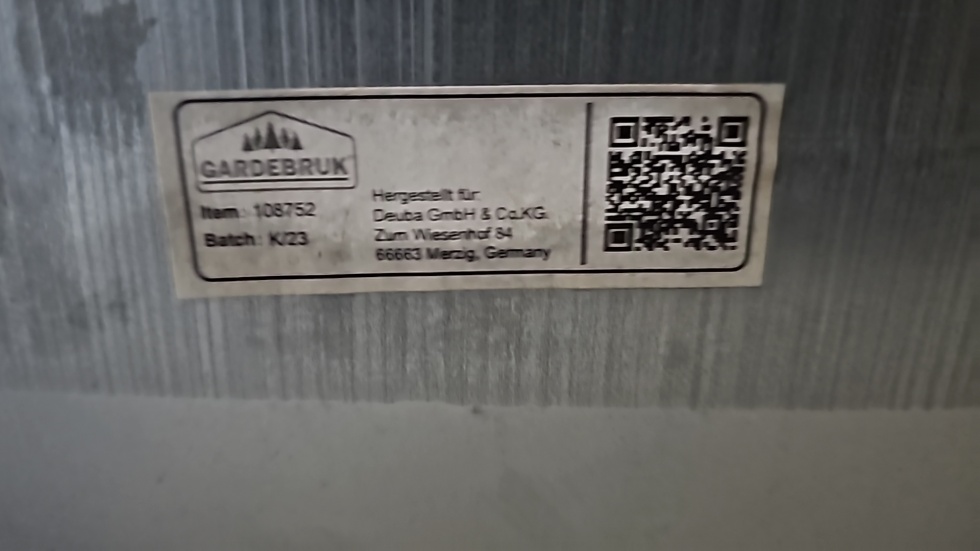 GARDEBRUK
Item.: 108752
Batch: K/23
Hergestellt für:
Deuba GmbH & Co.KG.
Zum Wiesenhof 84
66663 Merzig, Germany